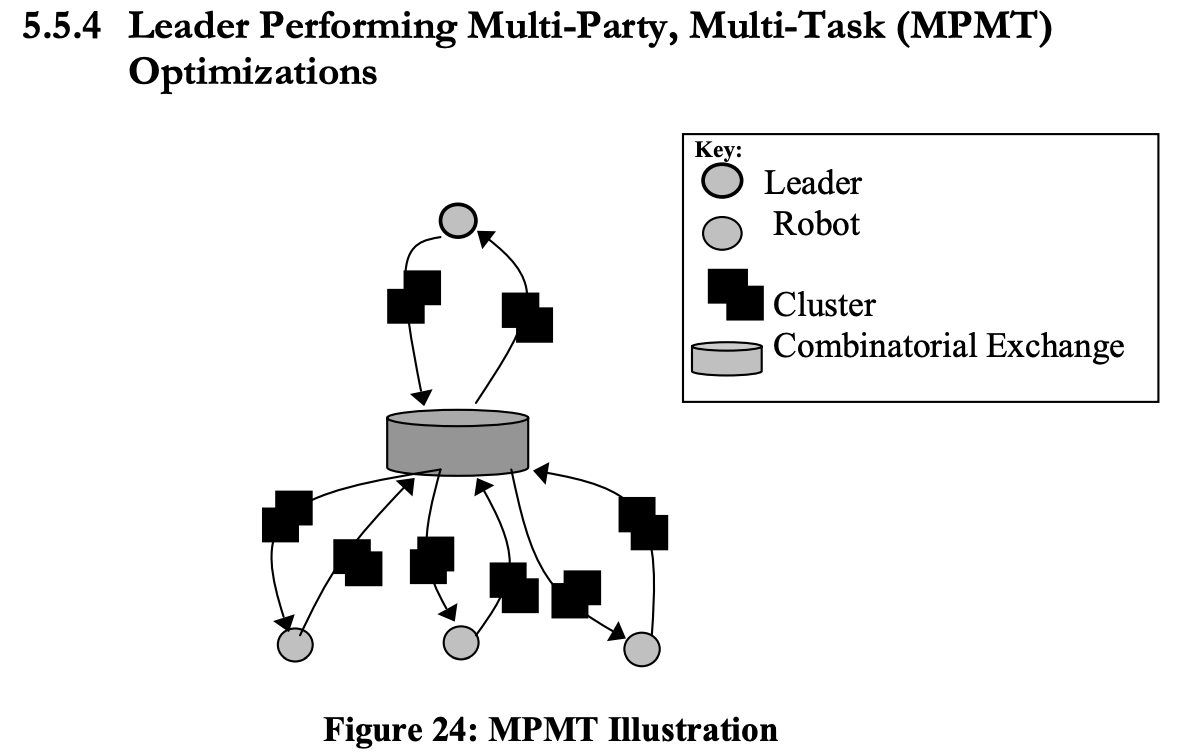 5.5.4 Leader Performing Multi-Party, Multi-Task (MPMT)
Optimizations
Key:
Leader
Robot
Cluster
Combinatorial Exchange
Figure 24: MPMT Illustration